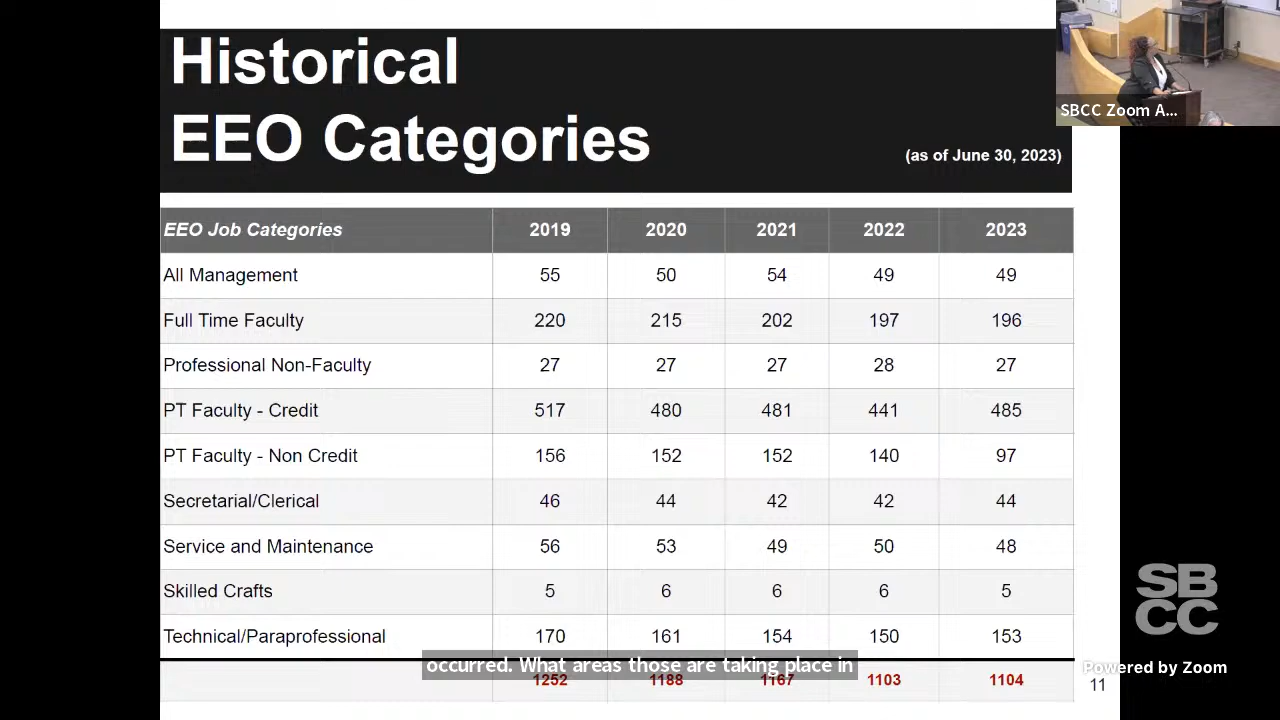 Historical
EEO Categories
(as of June 30, 2023)
SBCC Zoom A...
EEO Job Categories 2019 2020 2021 2022 2023
All Management 55 50 54 49 49
Full Time Faculty 220 215 202 197 196
Professional Non-Faculty 27 27 27 28 27
PT Faculty - Credit 517 480 481 441 485
PT Faculty - Non Credit 156 152 152 140 97
Secretarial/Clerical 46 44 42 42 44
Service and Maintenance 56 53 49 50 48
Skilled Crafts 5 6 6 6 5
Technical/Paraprofessional 170 161 154 150 153
occurred. What areas those are taking place in
1252 1188 1167 1103 1104
11
SB
CC
Powered by Zoom